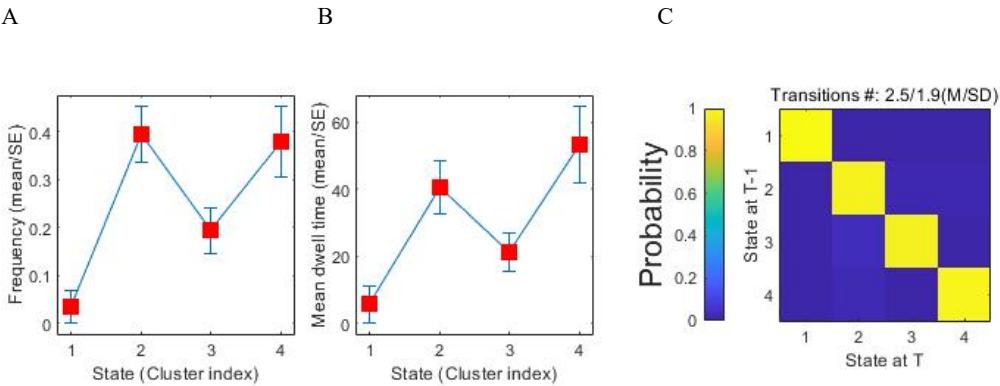 A
B
C
Frequency (mean/SE)
0.4
0.3
0.2
0.1
0
1 2 3 4
State (Cluster index)
Mean dwell time (mean/SE)
60
40
20
0
1 2 3 4
State (Cluster index)
Probability
1
0.8
0.6
0.4
0.2
0
Transitions #: 2.5/1.9(M/SD)
State at T-1
1
2
3
4
1 2 3 4
State at T